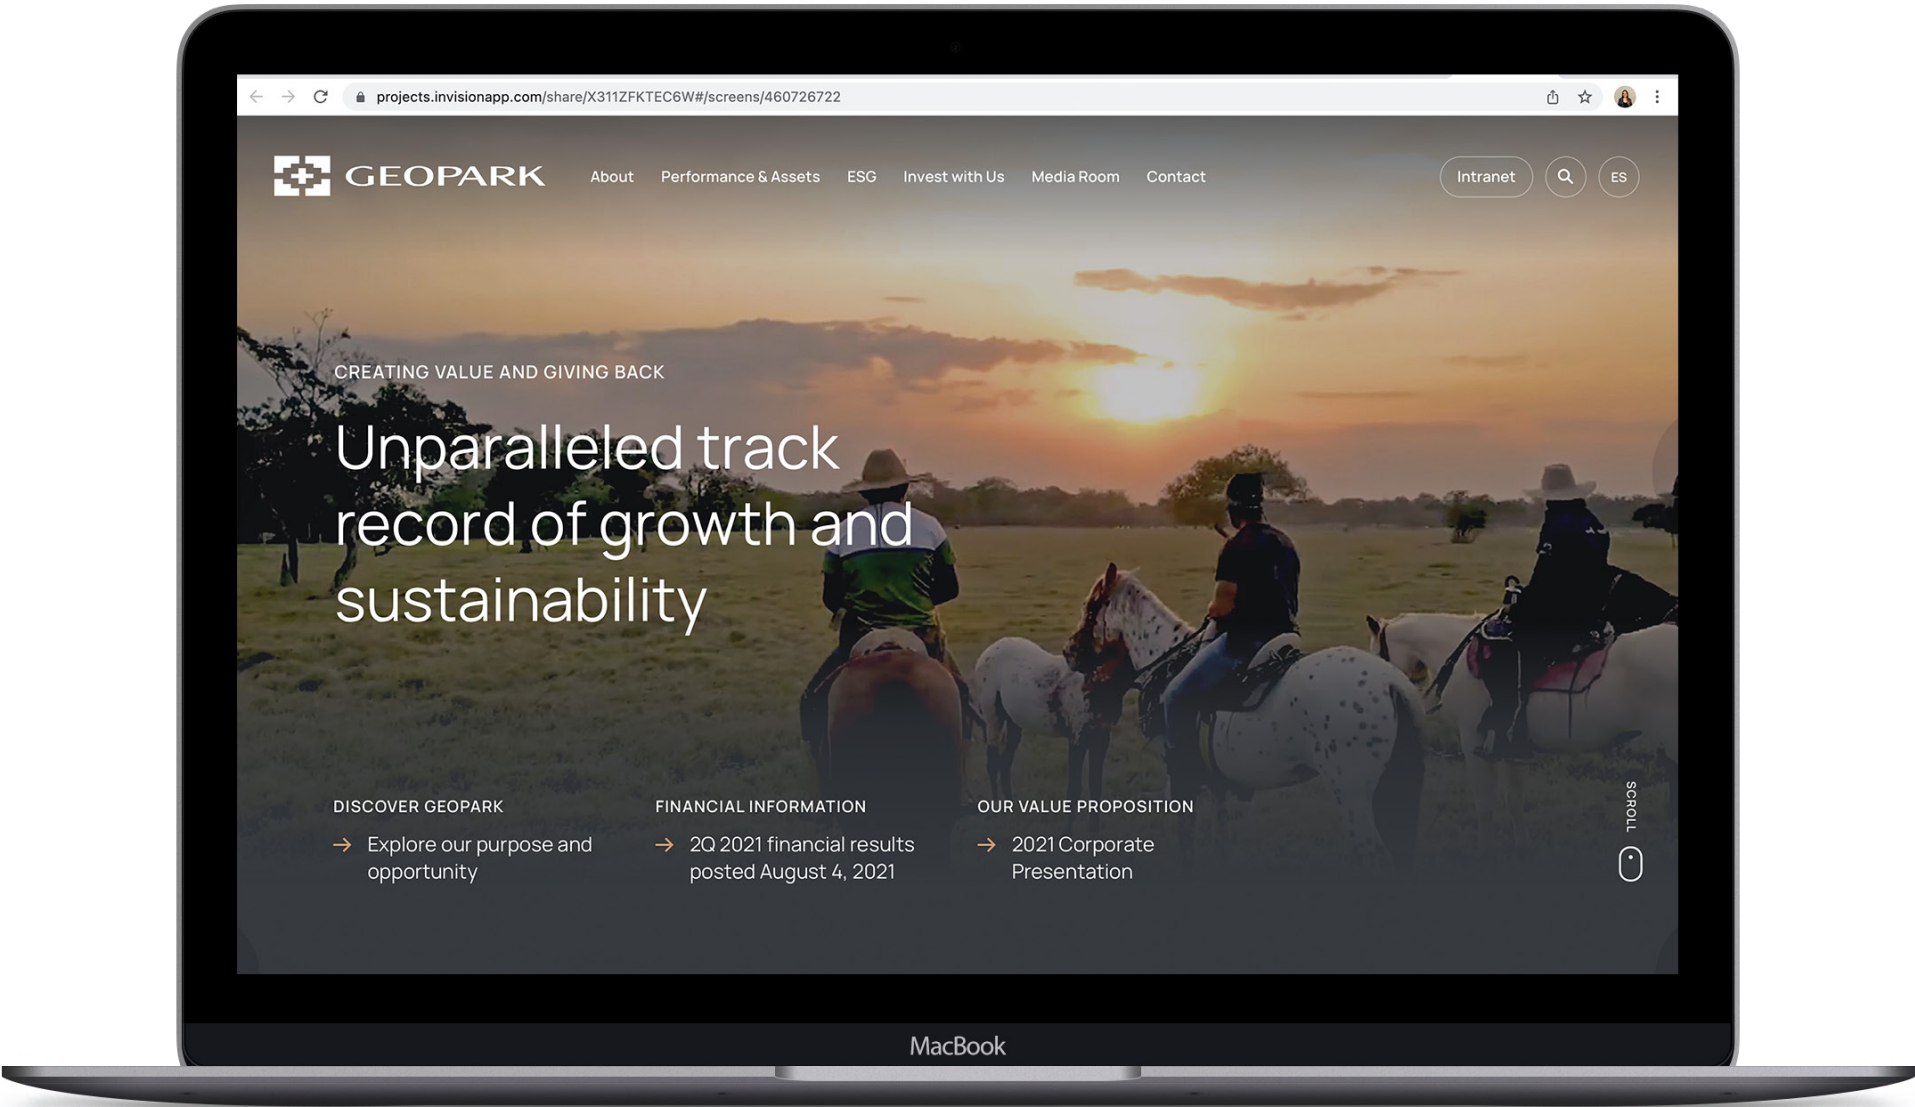 projects.invisionapp.com/share/X311ZFKTEC6W#/screens/460726722
GEOPARK
About
Performance & Assets
ESG
Invest with Us
Media Room
Contact
Intranet
ES
CREATING VALUE AND GIVING BACK
Unparalleled track
record of growth and
sustainability
DISCOVER GEOPARK
Explore our purpose and
opportunity
FINANCIAL INFORMATION
2Q 2021 financial results
posted August 4, 2021
OUR VALUE PROPOSITION
2021 Corporate
Presentation
SCROLL
MacBook